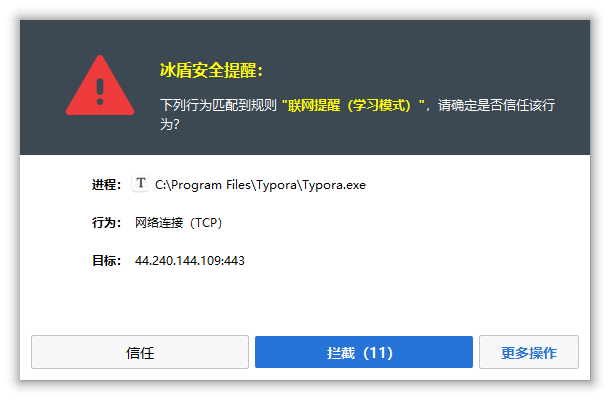 冰盾安全提醒：
下列行为匹配到规则 "联网提醒（学习模式）"，请确定是否信任该行
为?
进程： T C:\Program Files\Typora\Typora.exe
行为： 网络连接（TCP）
目标： 44.240.144.109:443
信任 拦截（11） 更多操作